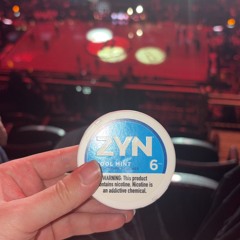 ZYN
COOL MINT
6
WARNING: This product
contains nicotine. Nicotine is
an addictive chemical.